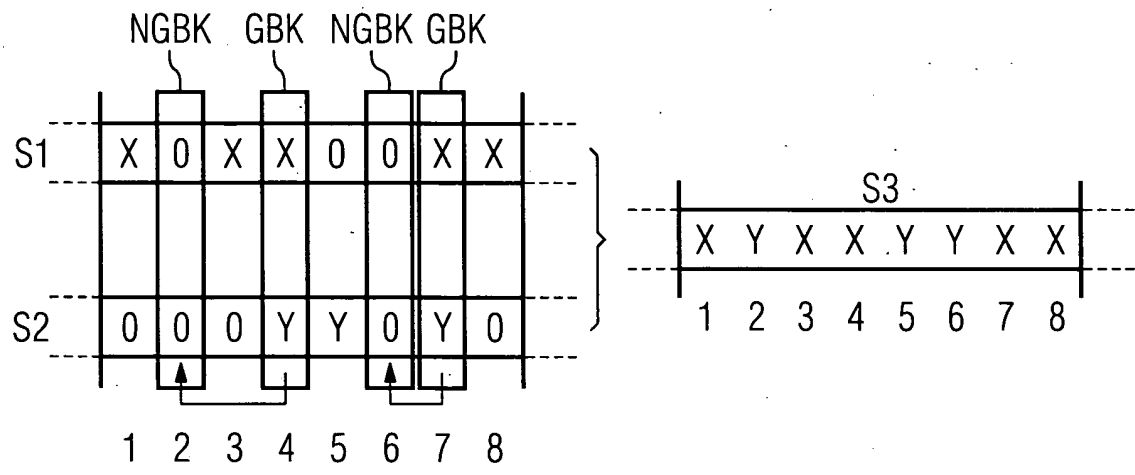 NGBK GBK NGBK GBK
S1 X 0 X X 0 0 X X
S3
X Y X X Y Y X X
1 2 3 4 5 6 7 8
S2 0 0 0 Y Y 0 Y 0
1 2 3 4 5 6 7 8